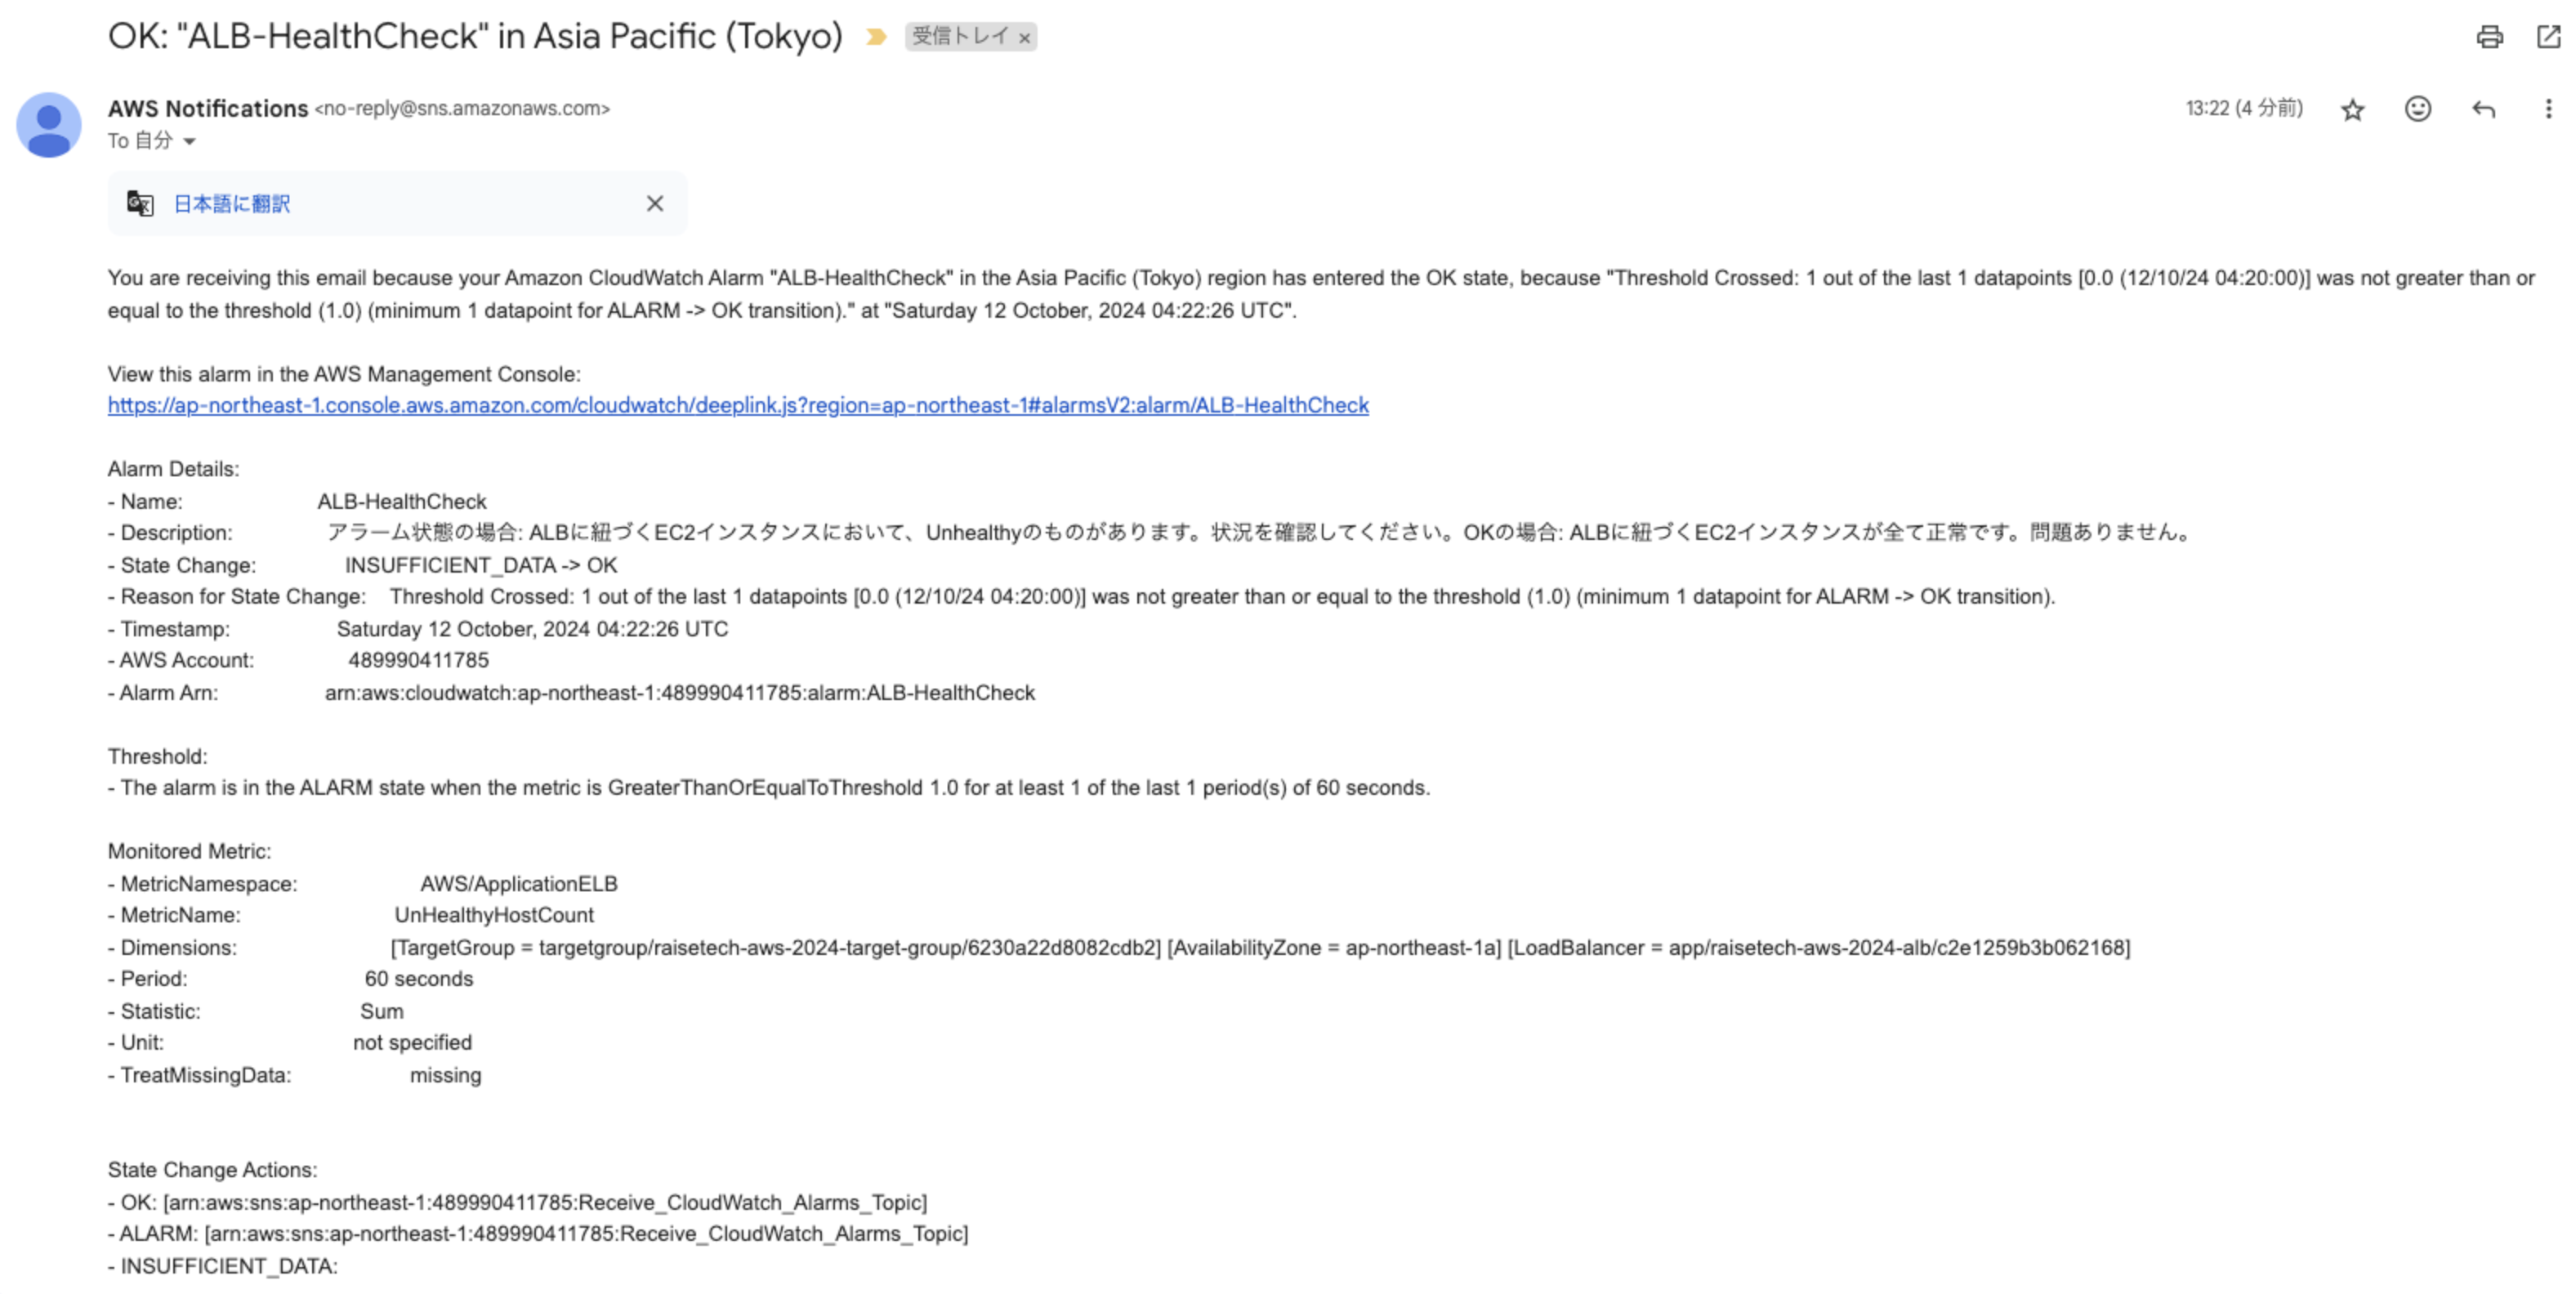 OK: "ALB-HealthCheck" in Asia Pacific (Tokyo) 受信トレイ ×
AWS Notifications <no-reply@sns.amazonaws.com> 13:22 (4 分前)
To 自分
日本語に翻訳
You are receiving this email because your Amazon CloudWatch Alarm "ALB-HealthCheck" in the Asia Pacific (Tokyo) region has entered the OK state, because "Threshold Crossed: 1 out of the last 1 datapoints [0.0 (12/10/24 04:20:00)] was not greater than or
equal to the threshold (1.0) (minimum 1 datapoint for ALARM -> OK transition)." at "Saturday 12 October, 2024 04:22:26 UTC".
View this alarm in the AWS Management Console:
https://ap-northeast-1.console.aws.amazon.com/cloudwatch/deeplink.js?region=ap-northeast-1#alarmsV2:alarm/ALB-HealthCheck
Alarm Details:
- Name: ALB-HealthCheck
- Description: アラーム状態の場合: ALBに紐づくEC2インスタンスにおいて、Unhealthyのものがあります。状況を確認してください。OKの場合: ALBに紐づくEC2インスタンスが全て正常です。問題ありません。
- State Change: INSUFFICIENT_DATA -> OK
- Reason for State Change: Threshold Crossed: 1 out of the last 1 datapoints [0.0 (12/10/24 04:20:00)] was not greater than or equal to the threshold (1.0) (minimum 1 datapoint for ALARM -> OK transition).
- Timestamp: Saturday 12 October, 2024 04:22:26 UTC
- AWS Account: 489990411785
- Alarm Arn: arn:aws:cloudwatch:ap-northeast-1:489990411785:alarm:ALB-HealthCheck
Threshold:
- The alarm is in the ALARM state when the metric is GreaterThanOrEqualToThreshold 1.0 for at least 1 of the last 1 period(s) of 60 seconds.
Monitored Metric:
- MetricNamespace: AWS/ApplicationELB
- MetricName: UnHealthyHostCount
- Dimensions: [TargetGroup = targetgroup/raisetech-aws-2024-target-group/6230a22d8082cdb2] [AvailabilityZone = ap-northeast-1a] [LoadBalancer = app/raisetech-aws-2024-alb/c2e1259b3b062168]
- Period: 60 seconds
- Statistic: Sum
- Unit: not specified
- TreatMissingData: missing
State Change Actions:
- OK: [arn:aws:sns:ap-northeast-1:489990411785:Receive_CloudWatch_Alarms_Topic]
- ALARM: [arn:aws:sns:ap-northeast-1:489990411785:Receive_CloudWatch_Alarms_Topic]
- INSUFFICIENT_DATA: